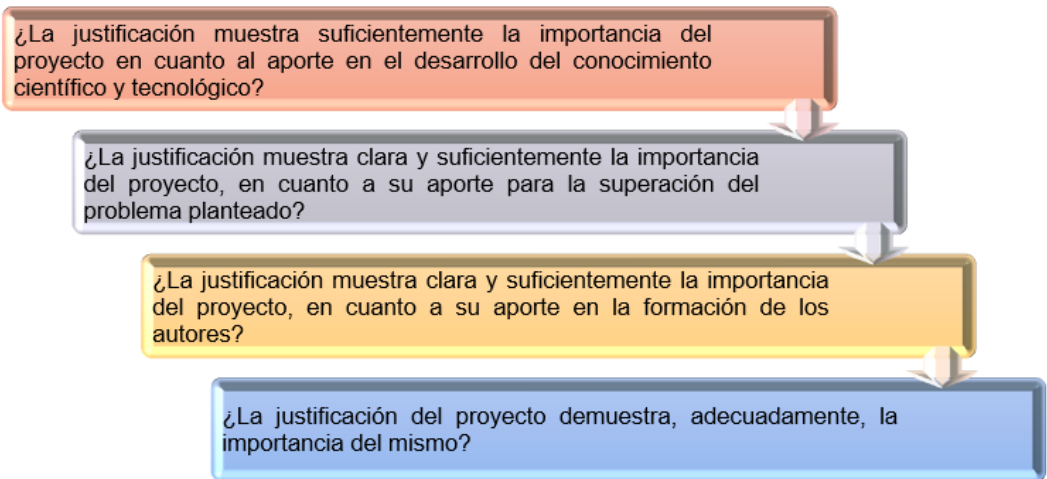 ¿La justificación muestra suficientemente la importancia del
proyecto en cuanto al aporte en el desarrollo del conocimiento
científico y tecnológico?
¿La justificación muestra clara y suficientemente la importancia
del proyecto, en cuanto a su aporte para la superación del
problema planteado?
¿La justificación muestra clara y suficientemente la importancia
del proyecto, en cuanto a su aporte en la formación de los
autores?
¿La justificación del proyecto demuestra, adecuadamente, la
importancia del mismo?